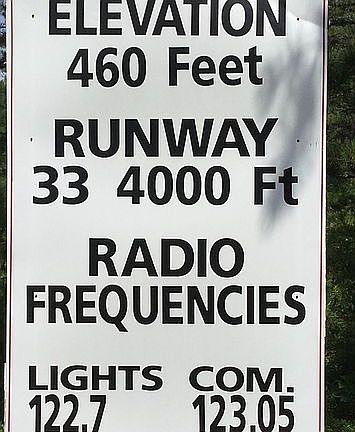 ELEVATION
460 Feet
RUNWAY
33 4000 Ft
RADIO
FREQUENCIES
LIGHTS COM.
122.7 123.05